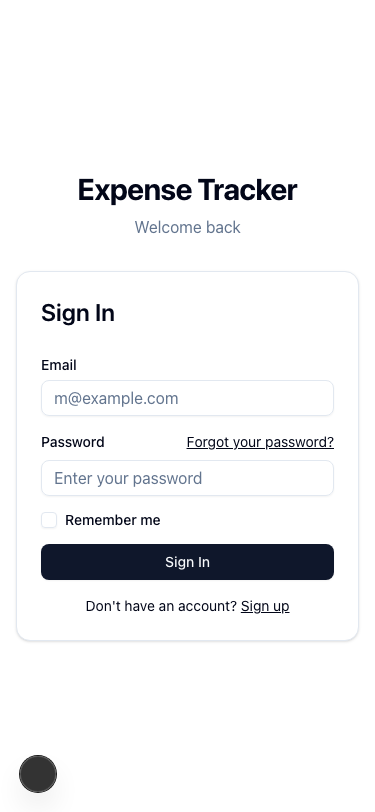 Expense Tracker
Welcome back
Sign In
Email
m@example.com
Password Forgot your password?
Enter your password
Remember me
Sign In
Don't have an account? Sign up